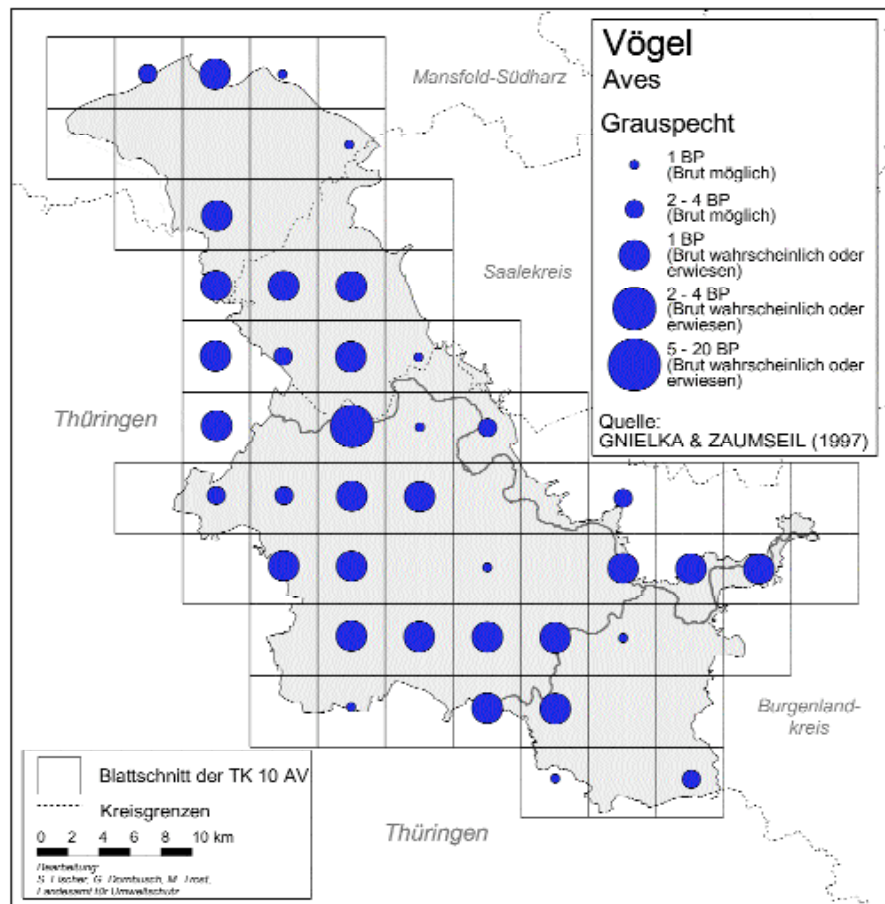 Vögel
Aves
Grauspecht
1 BP
(Brut möglich)
2 - 4 BP
(Brut möglich)
1 BP
(Brut wahrscheinlich oder
erwiesen)
2 - 4 BP
(Brut wahrscheinlich oder
erwiesen)
5 - 20 BP
(Brut wahrscheinlich oder
erwiesen)
Quelle:
GNIELKA & ZAUMSEIL (1997)
Mansfeld-Südharz
Saalekreis
Thüringen
Burgenland-
kreis
Thüringen
Blattschnitt der TK 10 AV
Kreisgrenzen
0 2 4 6 8 10 km
Bearbeitung:
S. Fischer, G. Dornbusch, M. Trost,
Landesamt für Umweltschutz